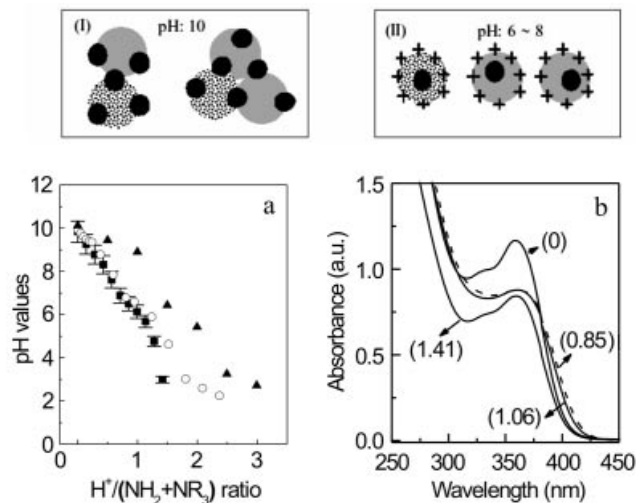 (I) pH: 10
(II) pH: 6 ~ 8
a
12
10
8
6
4
2
0
pH values
0 1 2 3
H⁺/(NH₂+NR₃) ratio
b
1.5
1.0
0.5
0.0
Absorbance (a.u.)
(0)
(0.85)
(1.41)
(1.06)
250 300 350 400 450
Wavelength (nm)